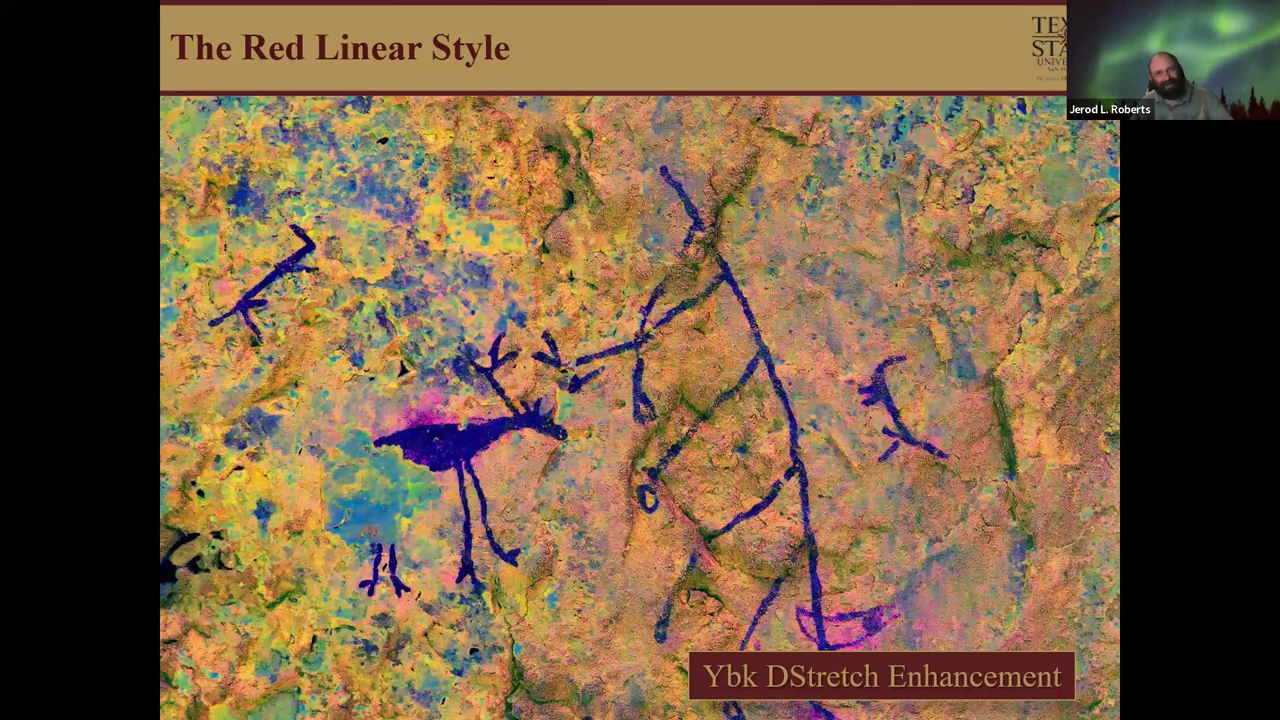 The Red Linear Style
Jerod L. Roberts
Ybk DStretch Enhancement